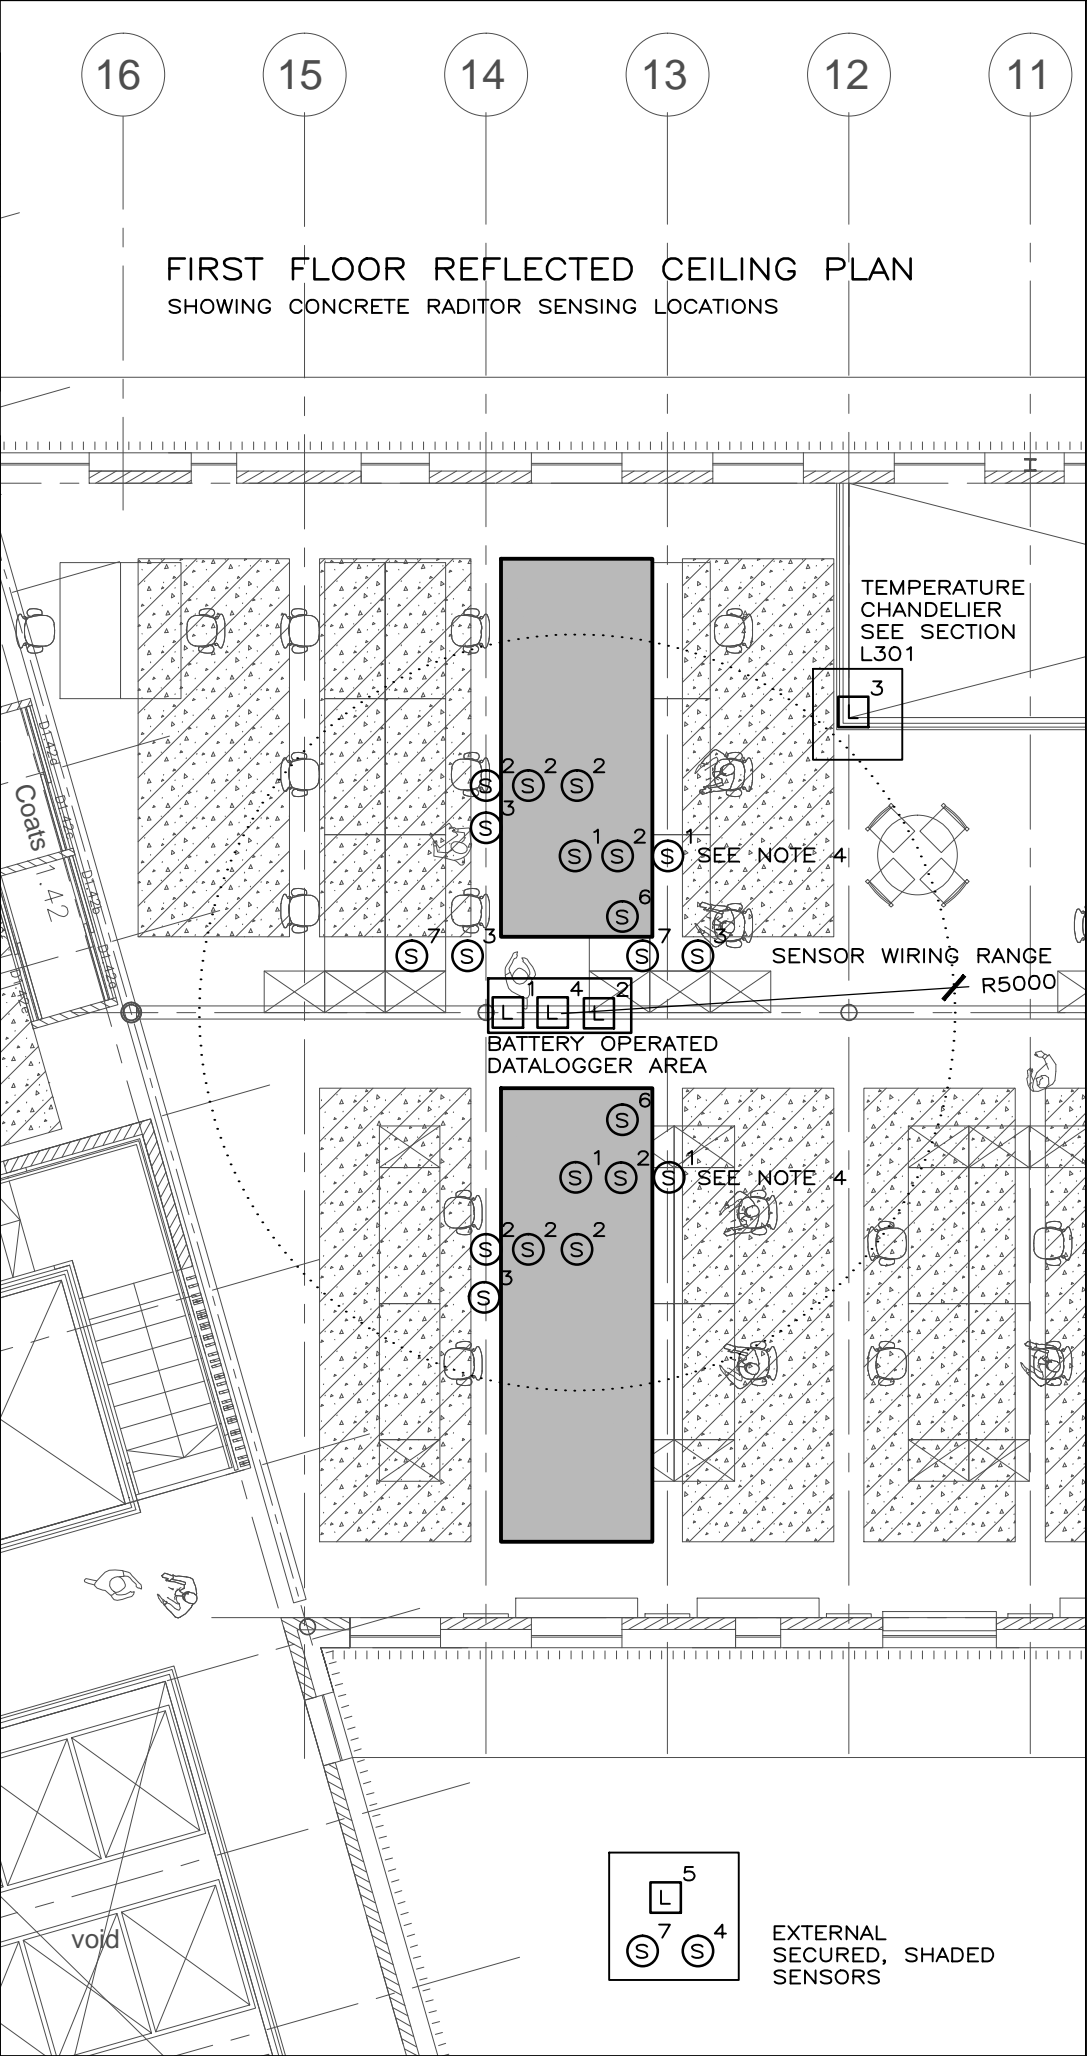 16 15 14 13 12 11
FIRST FLOOR REFLECTED CEILING PLAN
SHOWING CONCRETE RADITOR SENSING LOCATIONS
TEMPERATURE
CHANDELIER
SEE SECTION
L301
L 3
D1.42d
Coats
1.42
S 2 S 2 S 2
S 3
S 1 S 2 S 1 SEE NOTE 4
S 6
S 7 S 3 S 7 S 3
SENSOR WIRING RANGE
R5000
L 1 L 4 L 2
BATTERY OPERATED
DATALOGGER AREA
S 6
S 1 S 2 S 1 SEE NOTE 4
S 2 S 2 S 2
S 3
void
L 5
S 7 S 4
EXTERNAL
SECURED, SHADED
SENSORS